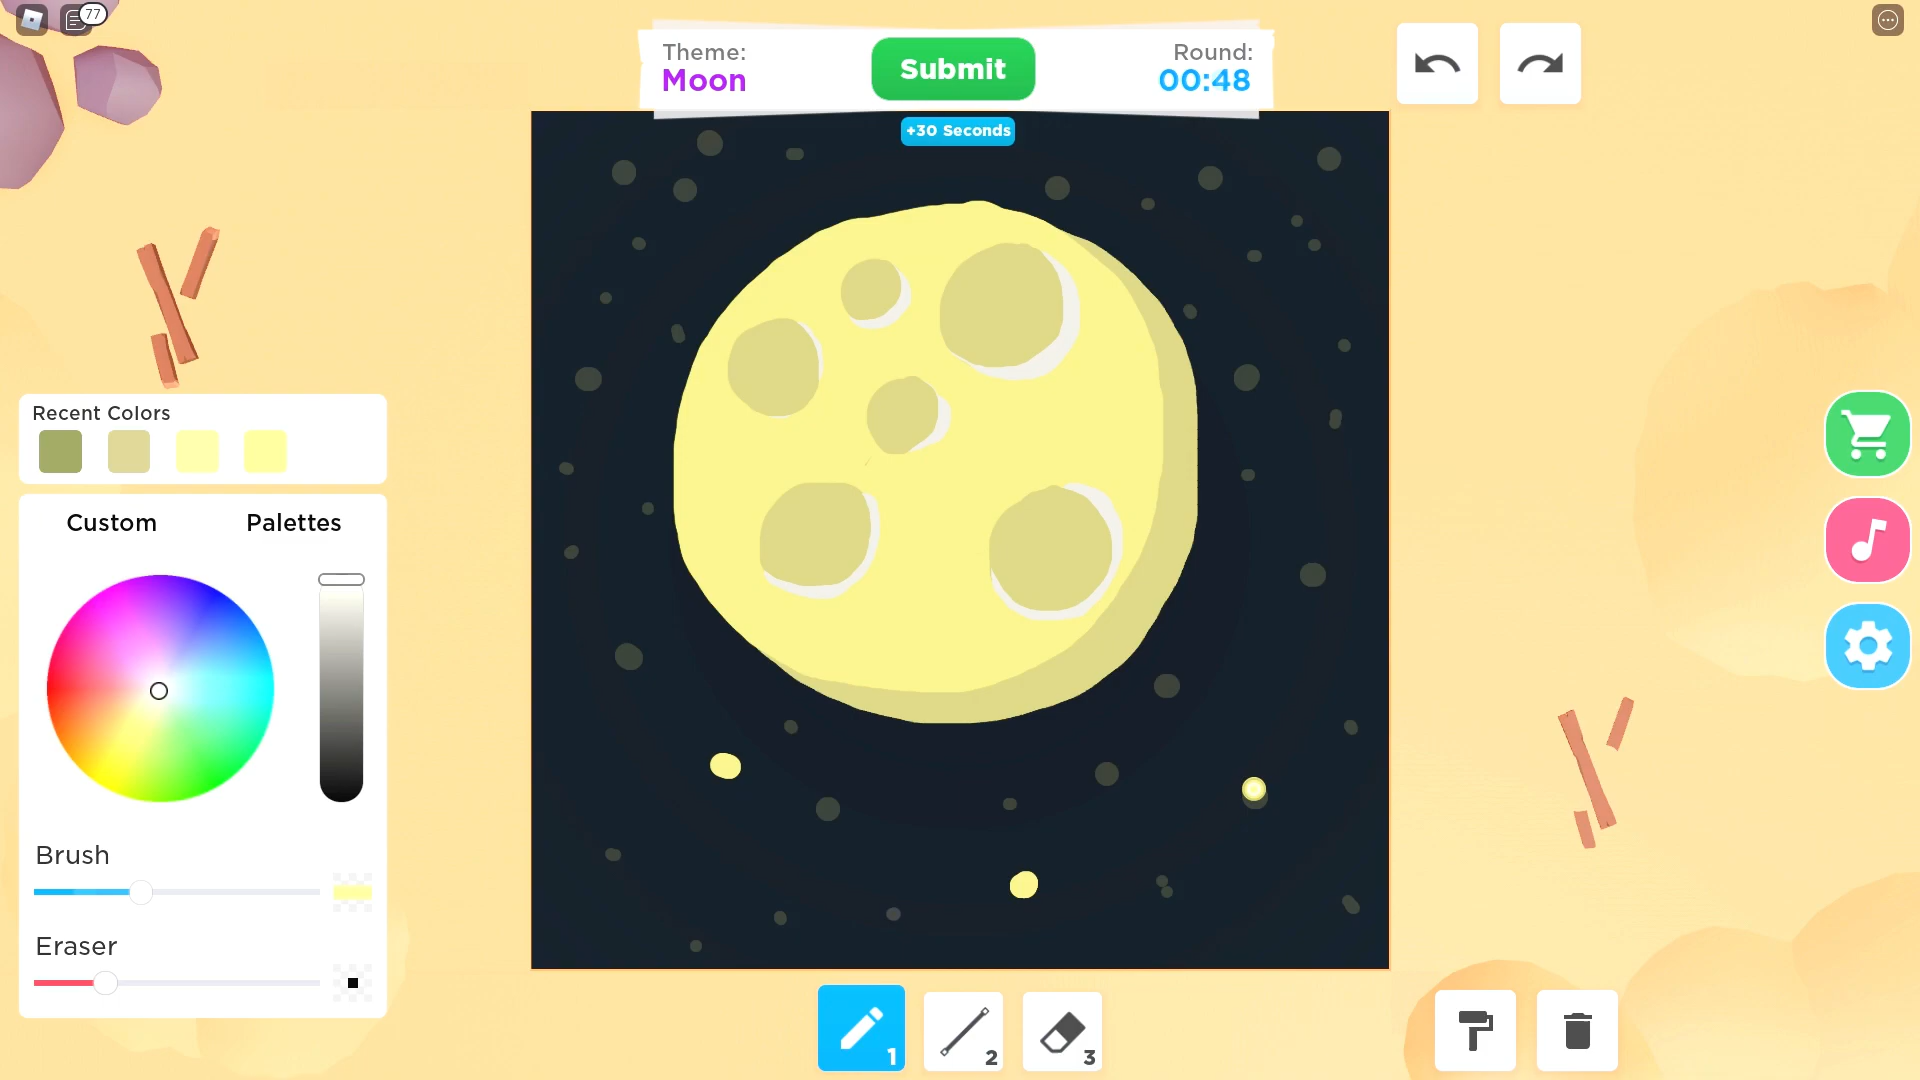 77
Theme:
Moon
Submit
Round:
00:48
+30 Seconds
Recent Colors
Custom
Palettes
Brush
Eraser
1
2
3